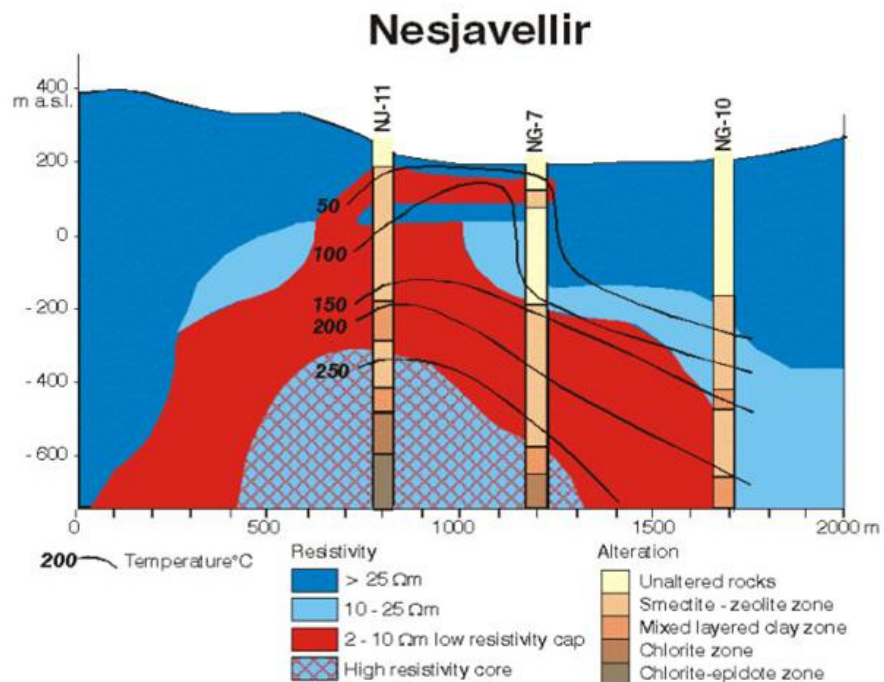 Nesjavellir
400
m a.s.l.
200
0
- 200
- 400
- 600
NJ-11
NG-7
NG-10
50
100
150
200
250
0 500 1000 1500 2000 m
200 Temperature°C
Resistivity
> 25 Ωm
10 - 25 Ωm
2 - 10 Ωm low resistivity cap
High resistivity core
Alteration
Unaltered rocks
Smectite - zeolite zone
Mixed layered clay zone
Chlorite zone
Chlorite-epidote zone